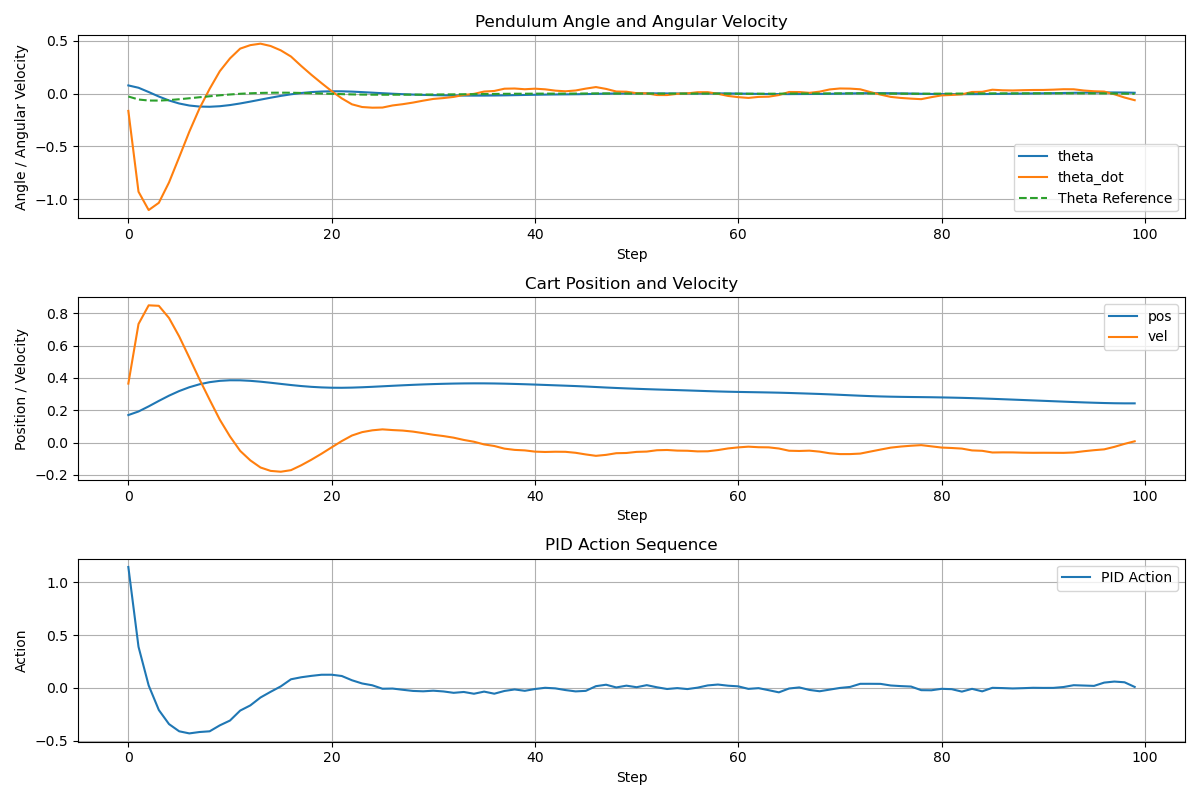 Pendulum Angle and Angular Velocity
Angle / Angular Velocity
0.5
0.0
−0.5
−1.0
theta
theta_dot
Theta Reference
0 20 40 60 80 100
Step
Cart Position and Velocity
Position / Velocity
0.8
0.6
0.4
0.2
0.0
−0.2
pos
vel
0 20 40 60 80 100
Step
PID Action Sequence
Action
1.0
0.5
0.0
−0.5
PID Action
0 20 40 60 80 100
Step